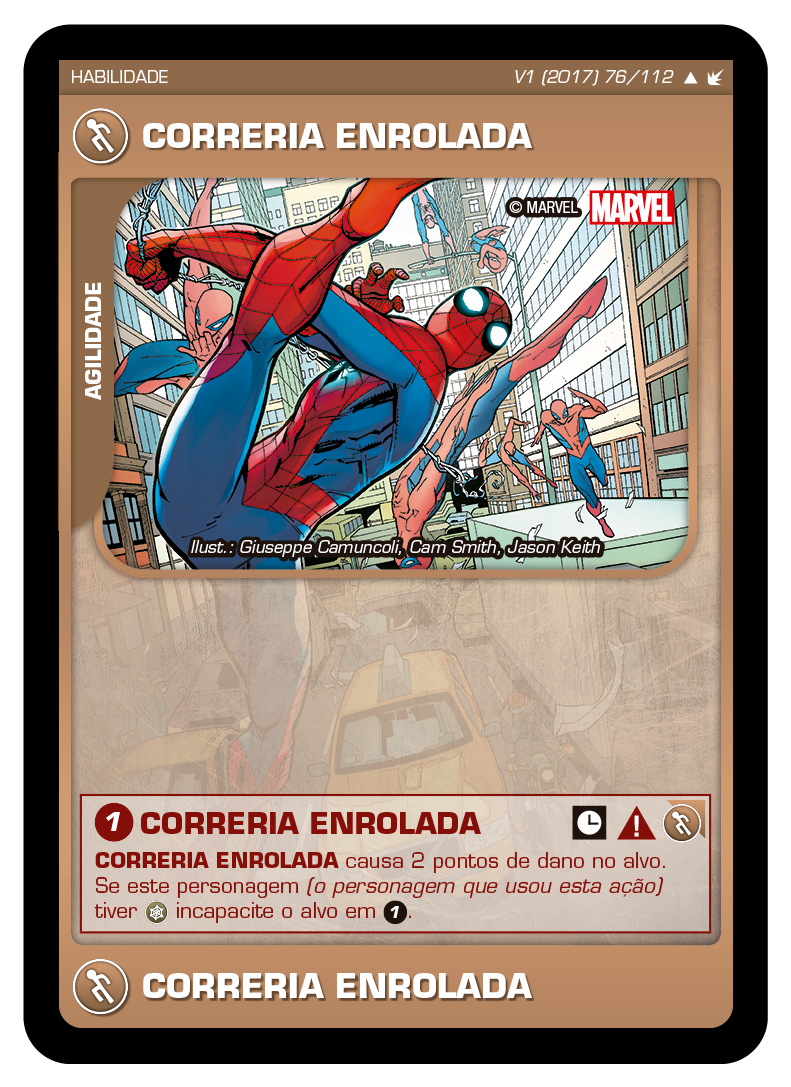 HABILIDADE
V1 (2017) 76/112
CORRERIA ENROLADA
© MARVEL MARVEL
AGILIDADE
Ilust.: Giuseppe Camuncoli, Cam Smith, Jason Keith
1 CORRERIA ENROLADA
CORRERIA ENROLADA causa 2 pontos de dano no alvo.
Se este personagem (o personagem que usou esta ação)
tiver incapacite o alvo em 1.
CORRERIA ENROLADA